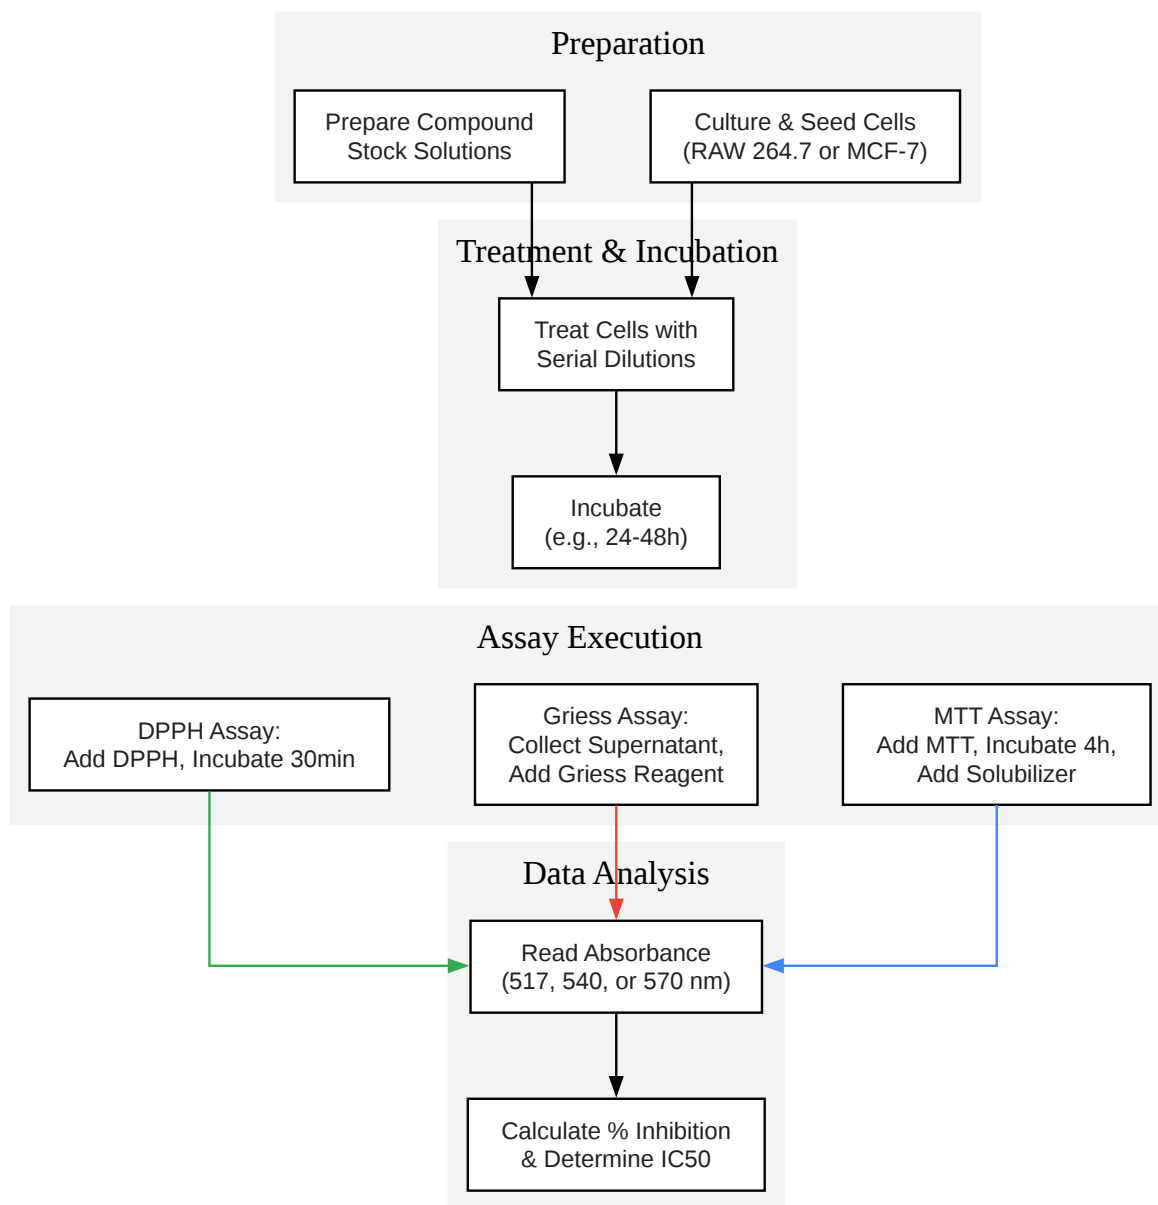 Preparation
Prepare Compound
Stock Solutions
Culture & Seed Cells
(RAW 264.7 or MCF-7)
Treatment & Incubation
Treat Cells with
Serial Dilutions
Incubate
(e.g., 24-48h)
Assay Execution
DPPH Assay:
Add DPPH, Incubate 30min
Griess Assay:
Collect Supernatant,
Add Griess Reagent
MTT Assay:
Add MTT, Incubate 4h,
Add Solubilizer
Data Analysis
Read Absorbance
(517, 540, or 570 nm)
Calculate % Inhibition
& Determine IC50